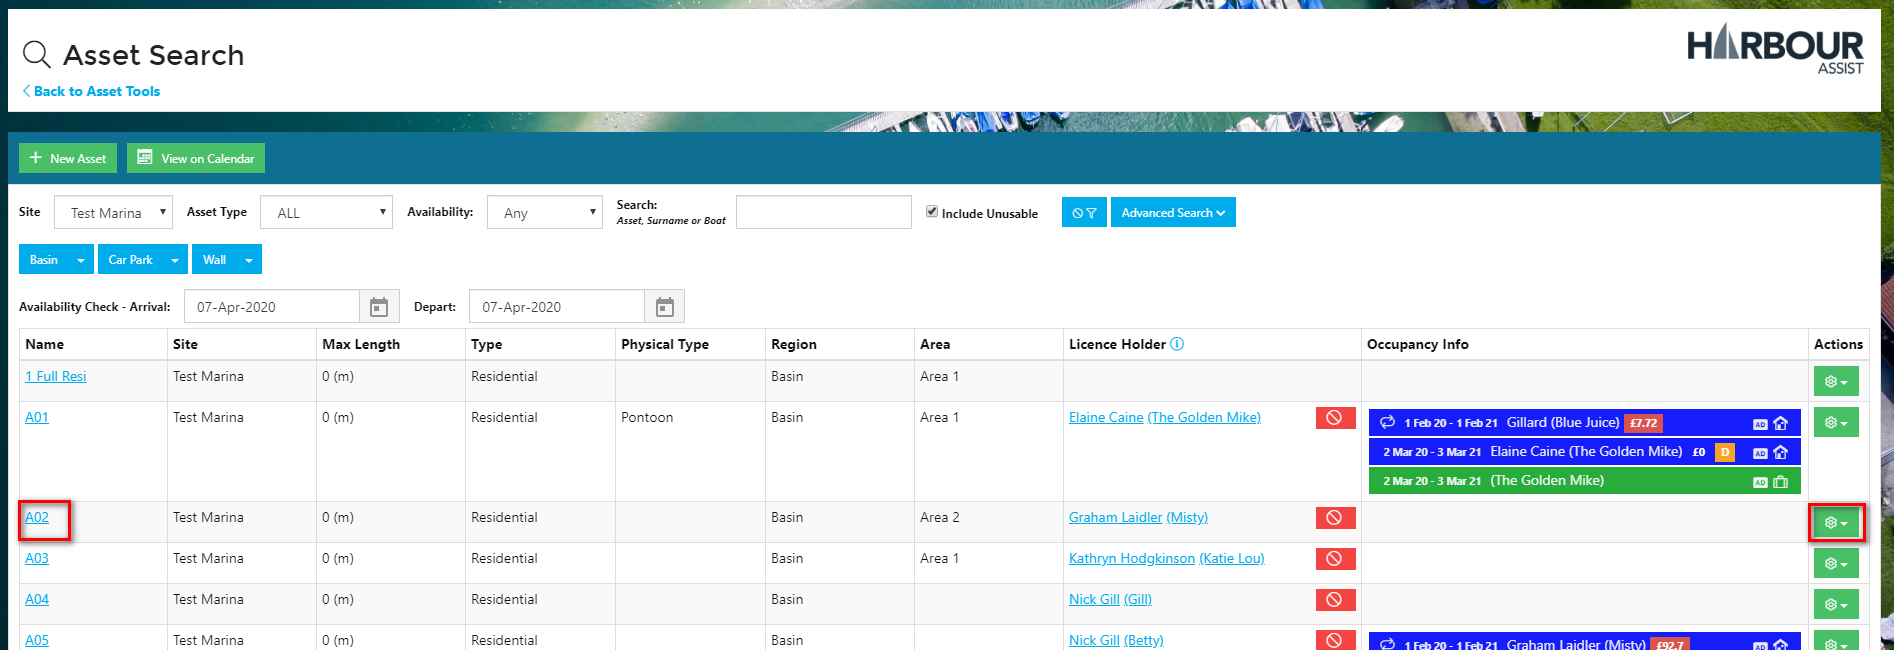 Asset Search
HARBOUR
ASSIST
Back to Asset Tools
+ New Asset View on Calendar
Site Test Marina Asset Type ALL Availability: Any Search: Include Unusable Advanced Search
Asset, Surname or Boat
Basin Car Park Wall
Availability Check - Arrival: 07-Apr-2020 Depart: 07-Apr-2020
Name Site Max Length Type Physical Type Region Area Licence Holder Occupancy Info Actions
1 Full Resi Test Marina 0 (m) Residential Basin Area 1
A01 Test Marina 0 (m) Residential Pontoon Basin Area 1 Elaine Caine (The Golden Mike) 1 Feb 20 - 1 Feb 21 Gillard (Blue Juice) £7.72 AD
2 Mar 20 - 3 Mar 21 Elaine Caine (The Golden Mike) £0 D AD
2 Mar 20 - 3 Mar 21 (The Golden Mike) AD
A02 Test Marina 0 (m) Residential Basin Area 2 Graham Laidler (Misty)
A03 Test Marina 0 (m) Residential Basin Area 1 Kathryn Hodgkinson (Katie Lou)
A04 Test Marina 0 (m) Residential Basin Nick Gill (Gill)
A05 Test Marina 0 (m) Residential Basin Nick Gill (Betty) 1 Feb 20 - 1 Feb 21 Graham Laidler (Misty) £92.7 AD